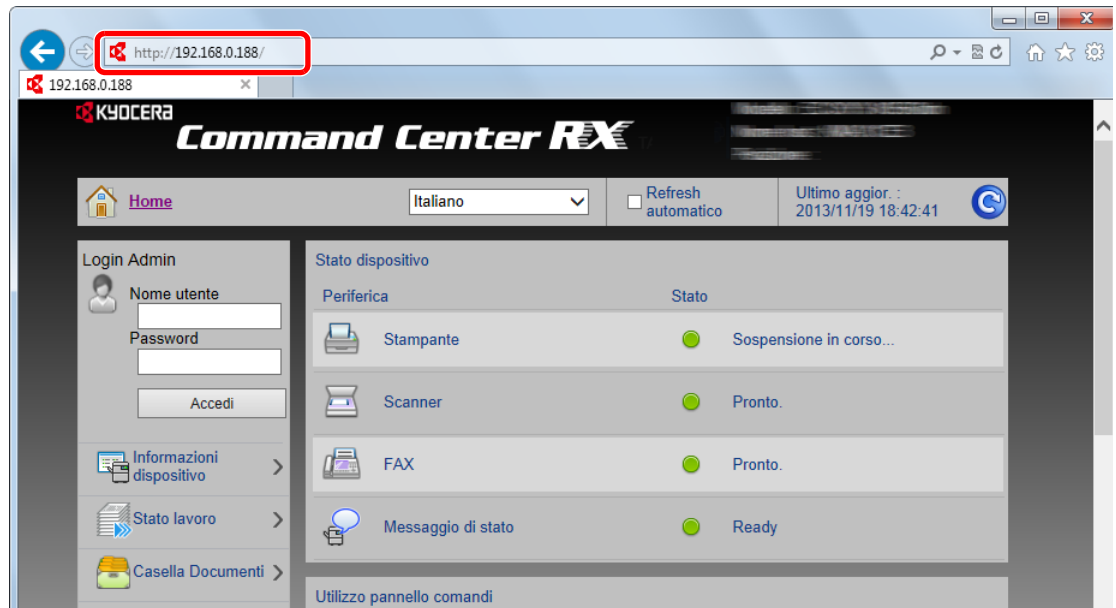 http://192.168.0.188/
192.168.0.188
KYOCERA
Command Center RX
Home
Italiano
Refresh
automatico
Ultimo aggior. :
2013/11/19 18:42:41
Login Admin
Nome utente
Password
Accedi
Informazioni
dispositivo
Stato lavoro
Casella Documenti
Stato dispositivo
Periferica Stato
Stampante Sospensione in corso...
Scanner Pronto.
FAX Pronto.
Messaggio di stato Ready
Utilizzo pannello comandi